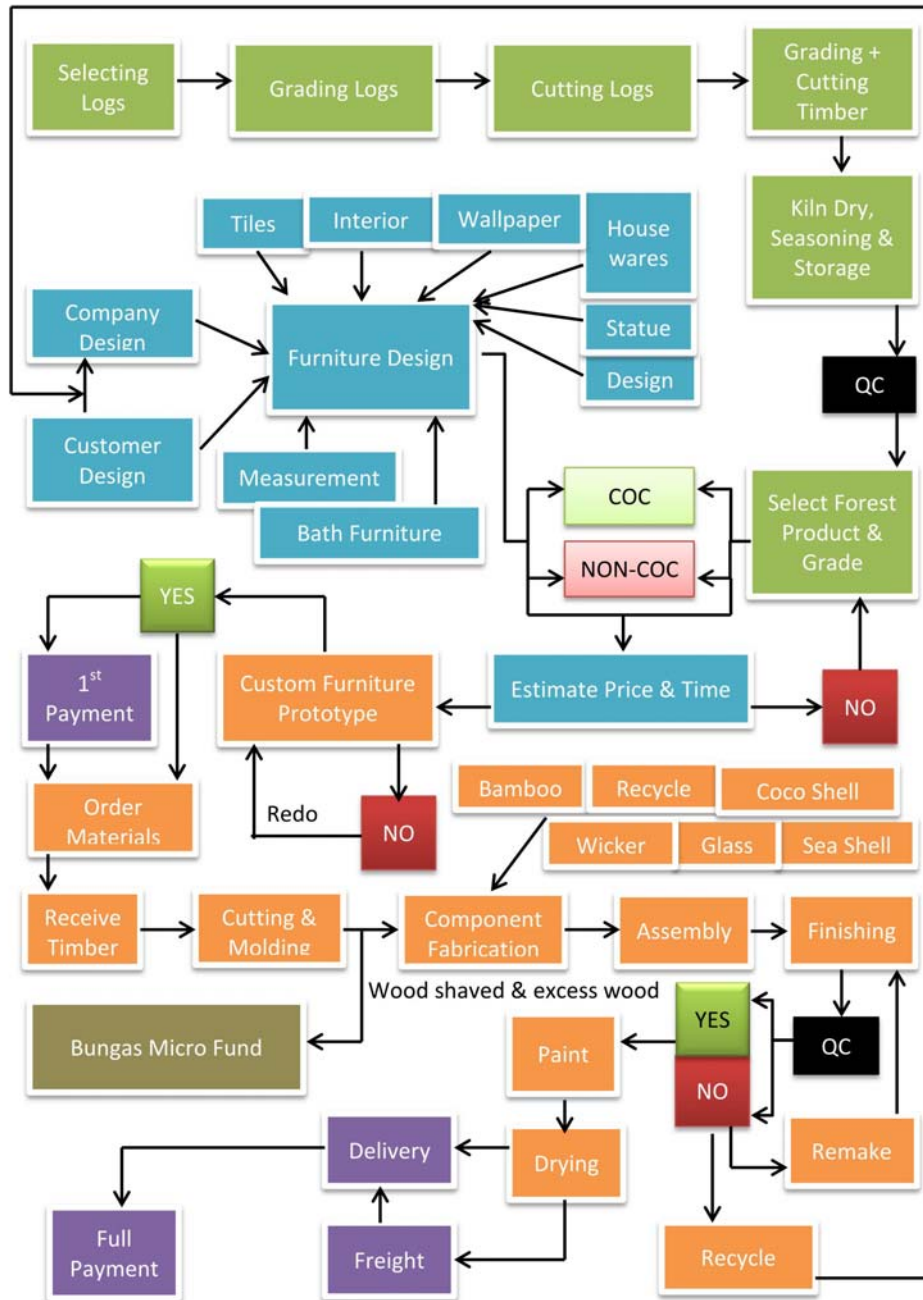 Selecting
Logs
Grading Logs
Cutting Logs
Grading +
Cutting
Timber
Kiln Dry,
Seasoning &
Storage
Tiles
Interior
Wallpaper
House
wares
Company
Design
Furniture Design
Statue
Design
QC
Customer
Design
Measurement
Bath Furniture
COC
NON-COC
Select Forest
Product &
Grade
YES
1st
Payment
Custom Furniture
Prototype
Estimate Price & Time
NO
Order
Materials
Redo
NO
Bamboo
Recycle
Coco Shell
Wicker
Glass
Sea Shell
Receive
Timber
Cutting &
Molding
Component
Fabrication
Assembly
Finishing
Wood shaved & excess wood
Bungas Micro Fund
Paint
YES
NO
QC
Remake
Delivery
Drying
Full
Payment
Freight
Recycle